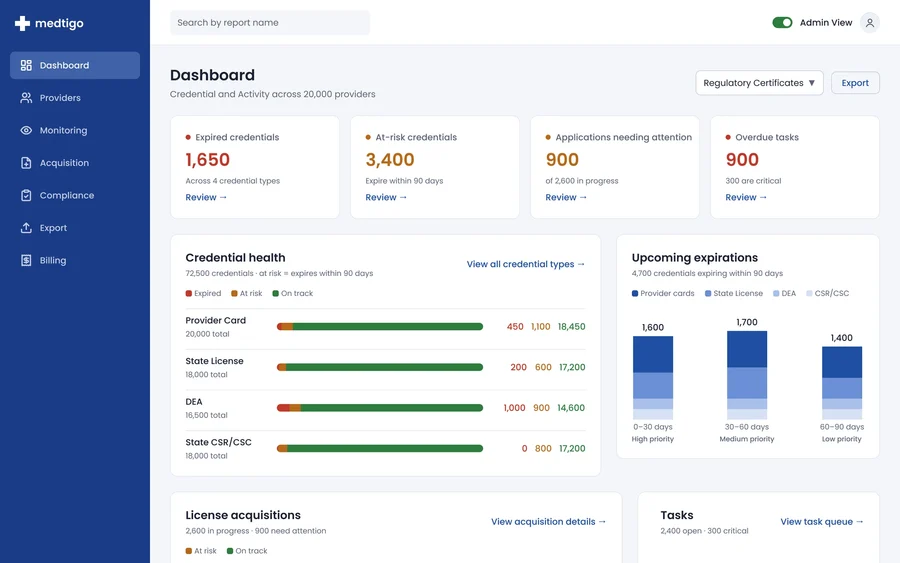 medtigo
Search by report name
Admin View
Dashboard
Providers
Monitoring
Acquisition
Compliance
Export
Billing
Dashboard
Credential and Activity across 20,000 providers
Regulatory Certificates ▼
Export
Expired credentials
1,650
Across 4 credential types
Review →
At-risk credentials
3,400
Expire within 90 days
Review →
Applications needing attention
900
of 2,600 in progress
Review →
Overdue tasks
900
300 are critical
Review →
Credential health
72,500 credentials · at risk = expires within 90 days
View all credential types →
Expired At risk On track
Provider Card
20,000 total
450 1,100 18,450
State License
18,000 total
200 600 17,200
DEA
16,500 total
1,000 900 14,600
State CSR/CSC
18,000 total
0 800 17,200
Upcoming expirations
4,700 credentials expiring within 90 days
Provider cards State License DEA CSR/CSC
1,600 1,700 1,400
0–30 days 30–60 days 60–90 days
High priority Medium priority Low priority
License acquisitions
2,600 in progress · 900 need attention
View acquisition details →
At risk On track
Tasks
2,400 open · 300 critical
View task queue →